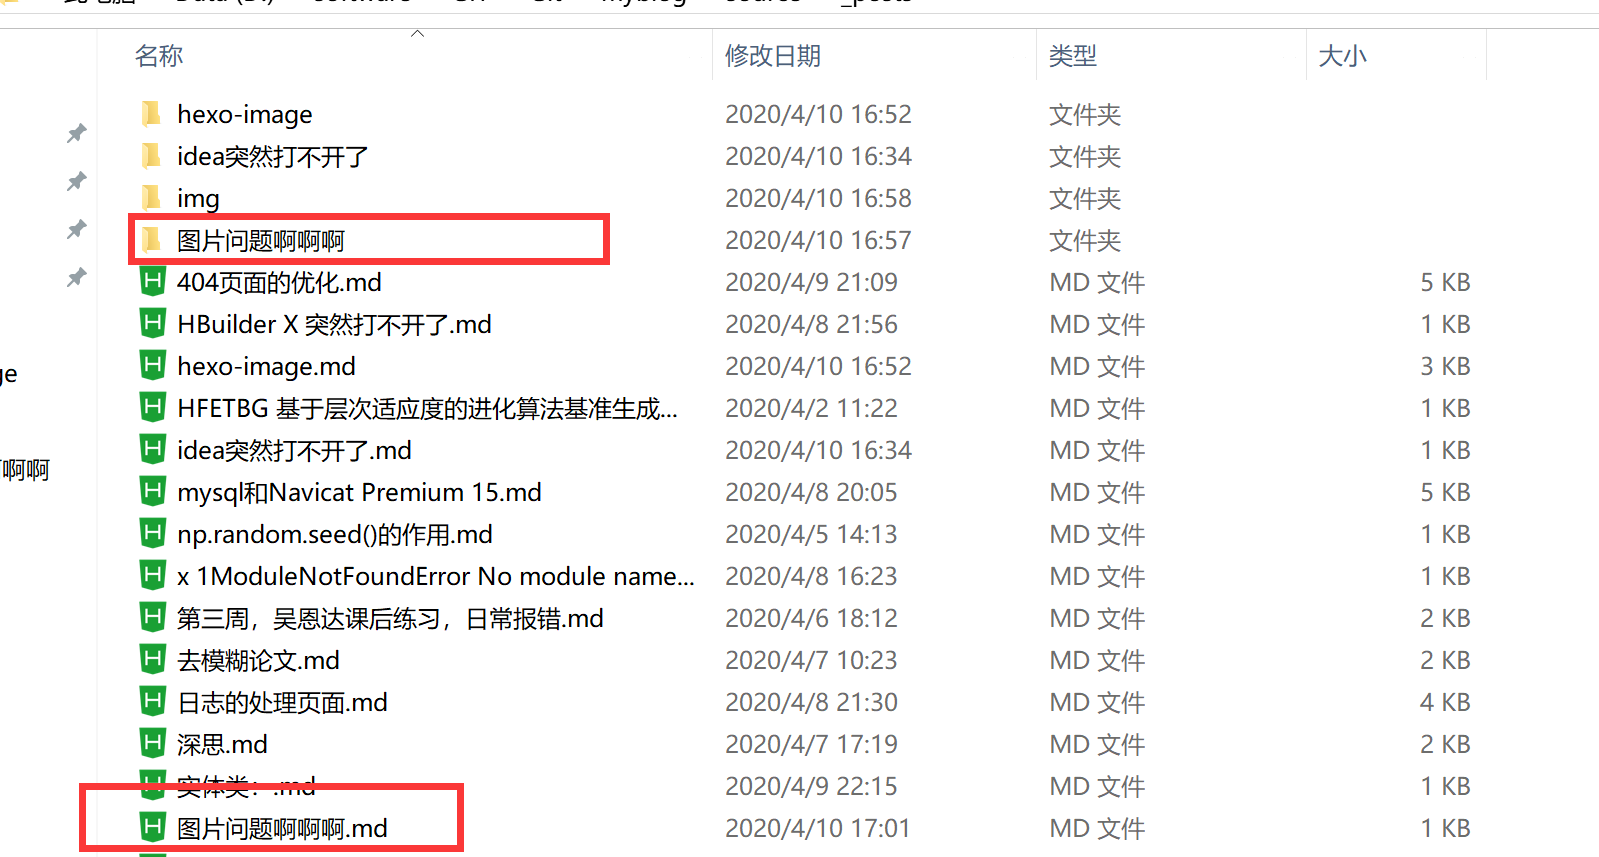 myblog source _posts
名称 修改日期 类型 大小
hexo-image 2020/4/10 16:52 文件夹
idea突然打不开了 2020/4/10 16:34 文件夹
img 2020/4/10 16:58 文件夹
图片问题啊啊啊 2020/4/10 16:57 文件夹
404页面的优化.md 2020/4/9 21:09 MD 文件 5 KB
HBuilder X 突然打不开了.md 2020/4/8 21:56 MD 文件 1 KB
hexo-image.md 2020/4/10 16:52 MD 文件 3 KB
HFETBG 基于层次适应度的进化算法基准生成... 2020/4/2 11:22 MD 文件 1 KB
idea突然打不开了.md 2020/4/10 16:34 MD 文件 1 KB
啊啊
mysql和Navicat Premium 15.md 2020/4/8 20:05 MD 文件 5 KB
np.random.seed()的作用.md 2020/4/5 14:13 MD 文件 1 KB
x 1ModuleNotFoundError No module name... 2020/4/8 16:23 MD 文件 1 KB
第三周，吴恩达课后练习，日常报错.md 2020/4/6 18:12 MD 文件 2 KB
去模糊论文.md 2020/4/7 10:23 MD 文件 2 KB
日志的处理页面.md 2020/4/8 21:30 MD 文件 4 KB
深思.md 2020/4/7 17:19 MD 文件 2 KB
实体类：.md 2020/4/9 22:15 MD 文件 1 KB
图片问题啊啊啊.md 2020/4/10 17:01 MD 文件 1 KB